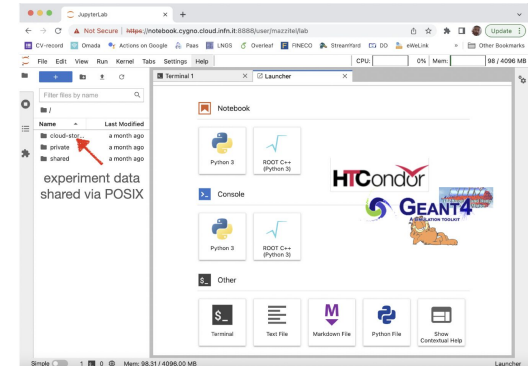 JupyterLab
Not Secure | https://notebook.cygno.cloud.infn.it:8888/user/mazzitel/lab
Update
CV-record
Omada
Actions on Google
Paas
LNGS
Overleaf
FINECO
StreamYard
DO
eWeLink
»
Other Bookmarks
File Edit View Run Kernel Tabs Settings Help
CPU: 0% Mem: 98 / 4096 MB
Filter files by name
/
Name Last Modified
cloud-stor... a month ago
private a month ago
shared a month ago
experiment data
shared via POSIX
Terminal 1
Launcher
Notebook
Python 3
ROOT C++
(Python 3)
HTCondor
GEANT4
A SIMULATION TOOLKIT
Console
Python 3
ROOT C++
(Python 3)
$_ Other
$_
M
Terminal
Text File
Markdown File
Python File
Show
Contextual Help
Simple
1
0
Mem: 98.31 / 4096.00 MB
Launcher